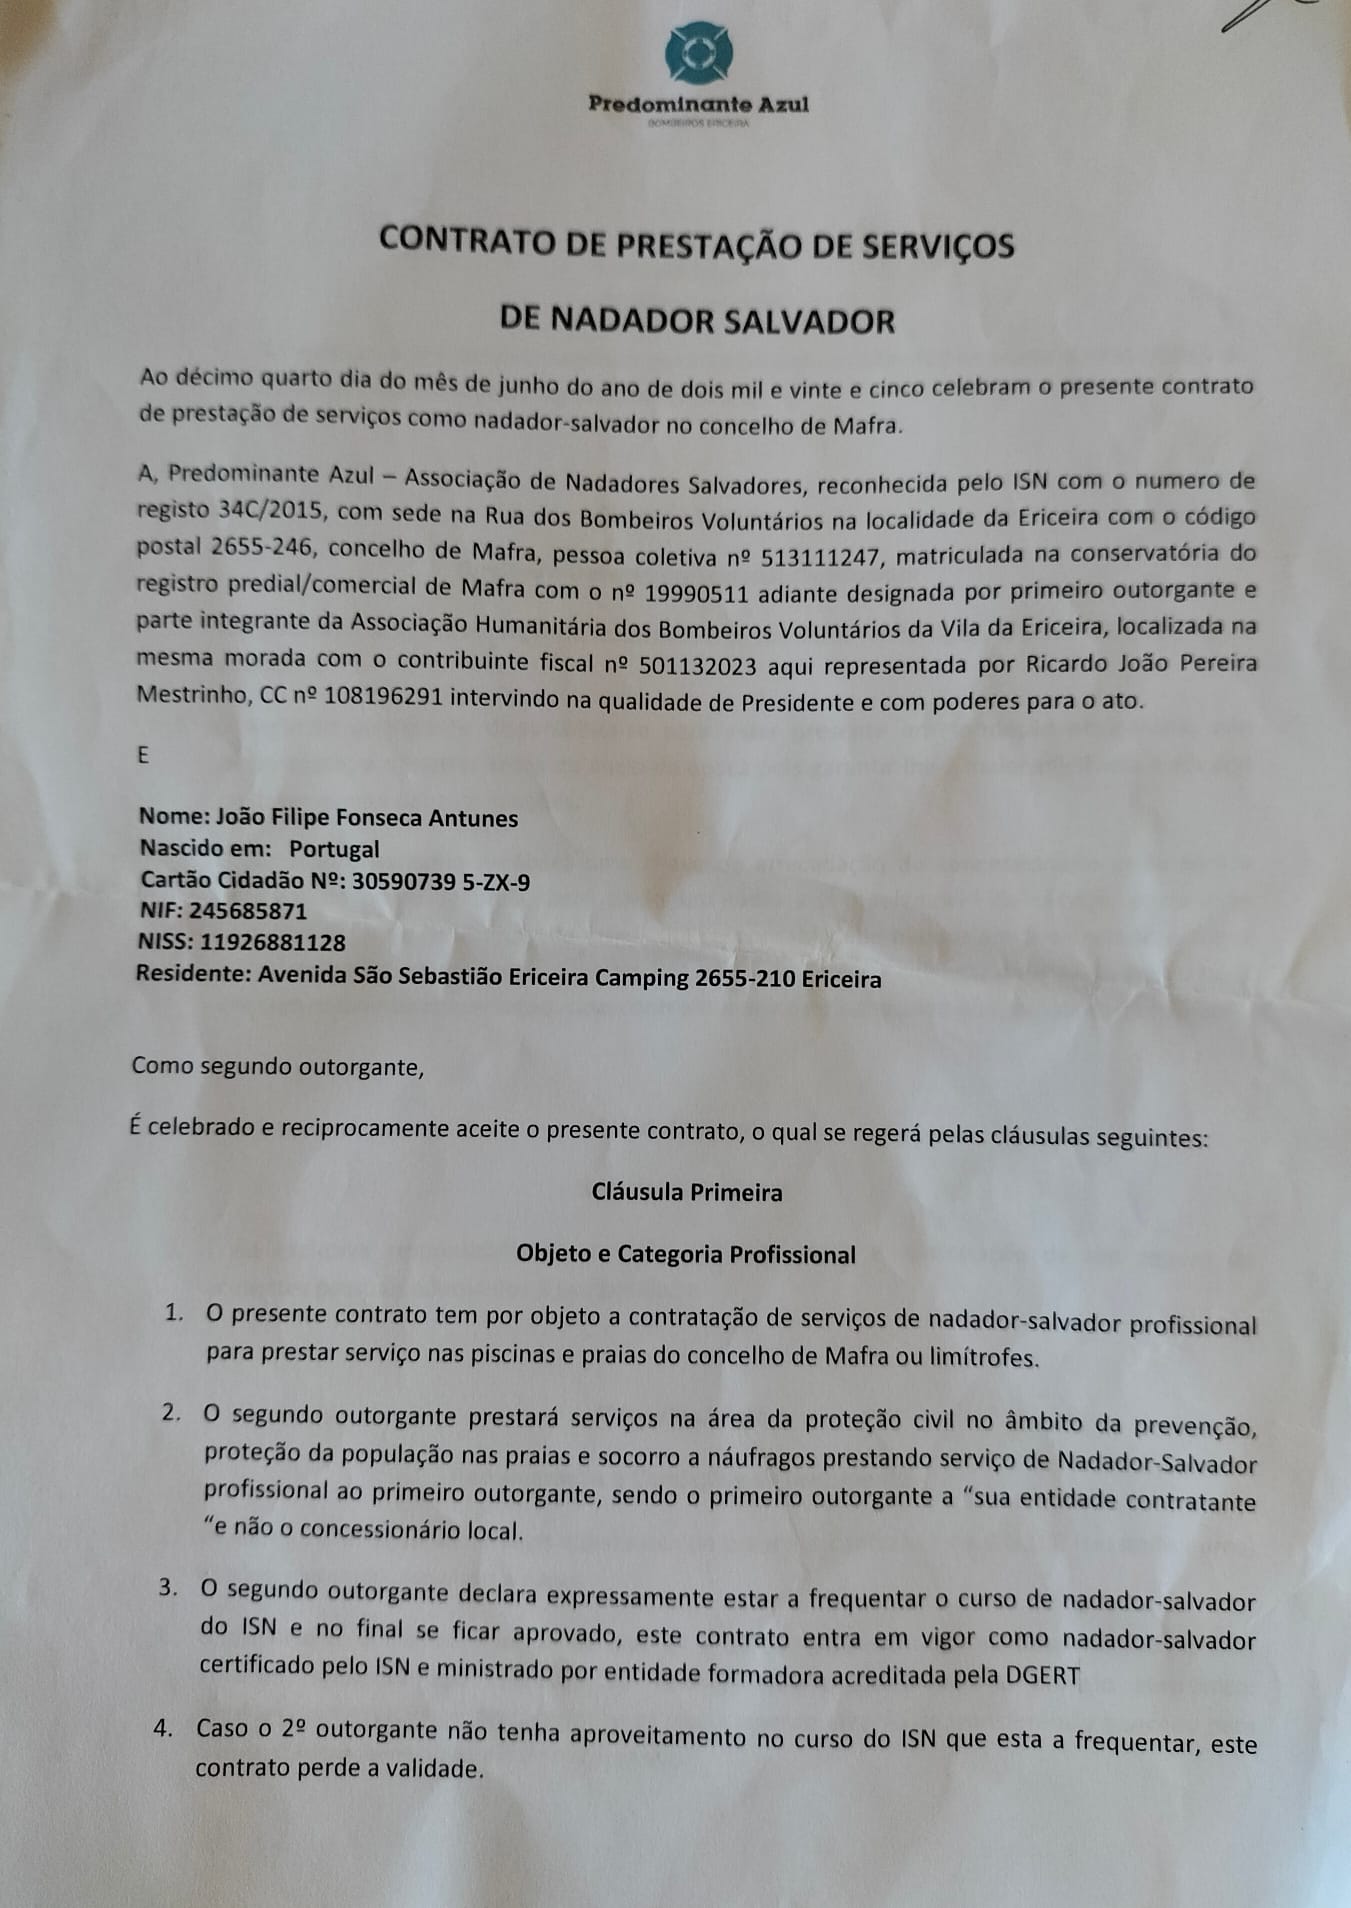 Predominante Azul
BOMBEIROS ERICEIRA
CONTRATO DE PRESTAÇÃO DE SERVIÇOS
DE NADADOR SALVADOR
Ao décimo quarto dia do mês de junho do ano de dois mil e vinte e cinco celebram o presente contrato
de prestação de serviços como nadador-salvador no concelho de Mafra.
A, Predominante Azul – Associação de Nadadores Salvadores, reconhecida pelo ISN com o numero de
registo 34C/2015, com sede na Rua dos Bombeiros Voluntários na localidade da Ericeira com o código
postal 2655-246, concelho de Mafra, pessoa coletiva nº 513111247, matriculada na conservatória do
registro predial/comercial de Mafra com o nº 19990511 adiante designada por primeiro outorgante e
parte integrante da Associação Humanitária dos Bombeiros Voluntários da Vila da Ericeira, localizada na
mesma morada com o contribuinte fiscal nº 501132023 aqui representada por Ricardo João Pereira
Mestrinho, CC nº 108196291 intervindo na qualidade de Presidente e com poderes para o ato.
E
Nome: João Filipe Fonseca Antunes
Nascido em: Portugal
Cartão Cidadão Nº: 30590739 5-ZX-9
NIF: 245685871
NISS: 11926881128
Residente: Avenida São Sebastião Ericeira Camping 2655-210 Ericeira
Como segundo outorgante,
É celebrado e reciprocamente aceite o presente contrato, o qual se regerá pelas cláusulas seguintes:
Cláusula Primeira
Objeto e Categoria Profissional
1. O presente contrato tem por objeto a contratação de serviços de nadador-salvador profissional
para prestar serviço nas piscinas e praias do concelho de Mafra ou limítrofes.
2. O segundo outorgante prestará serviços na área da proteção civil no âmbito da prevenção,
proteção da população nas praias e socorro a náufragos prestando serviço de Nadador-Salvador
profissional ao primeiro outorgante, sendo o primeiro outorgante a “sua entidade contratante
“e não o concessionário local.
3. O segundo outorgante declara expressamente estar a frequentar o curso de nadador-salvador
do ISN e no final se ficar aprovado, este contrato entra em vigor como nadador-salvador
certificado pelo ISN e ministrado por entidade formadora acreditada pela DGERT
4. Caso o 2º outorgante não tenha aproveitamento no curso do ISN que esta a frequentar, este
contrato perde a validade.